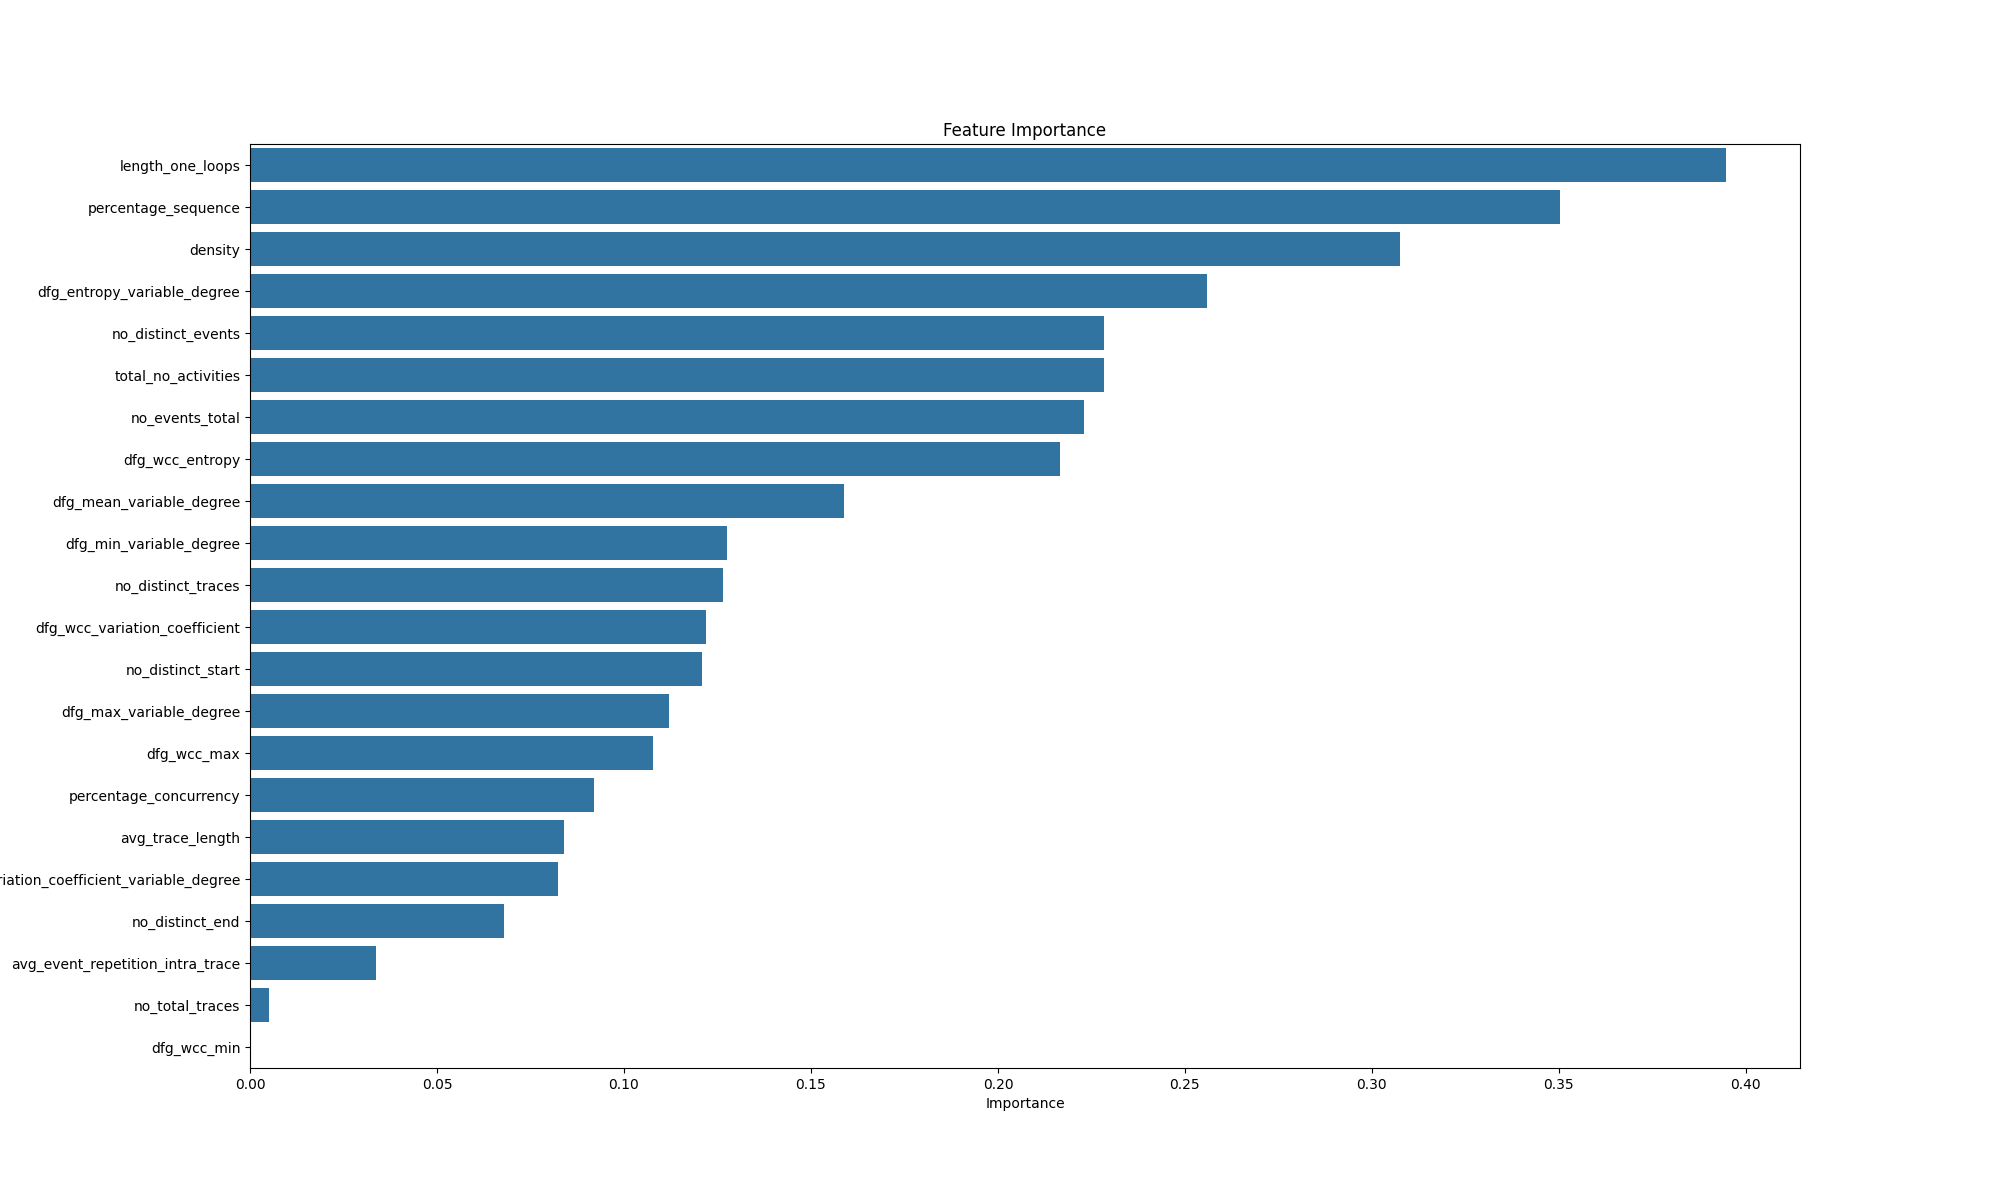 Feature Importance
length_one_loops
percentage_sequence
density
dfg_entropy_variable_degree
no_distinct_events
total_no_activities
no_events_total
dfg_wcc_entropy
dfg_mean_variable_degree
dfg_min_variable_degree
no_distinct_traces
dfg_wcc_variation_coefficient
no_distinct_start
dfg_max_variable_degree
dfg_wcc_max
percentage_concurrency
avg_trace_length
riation_coefficient_variable_degree
no_distinct_end
avg_event_repetition_intra_trace
no_total_traces
dfg_wcc_min
0.00 0.05 0.10 0.15 0.20 0.25 0.30 0.35 0.40
Importance